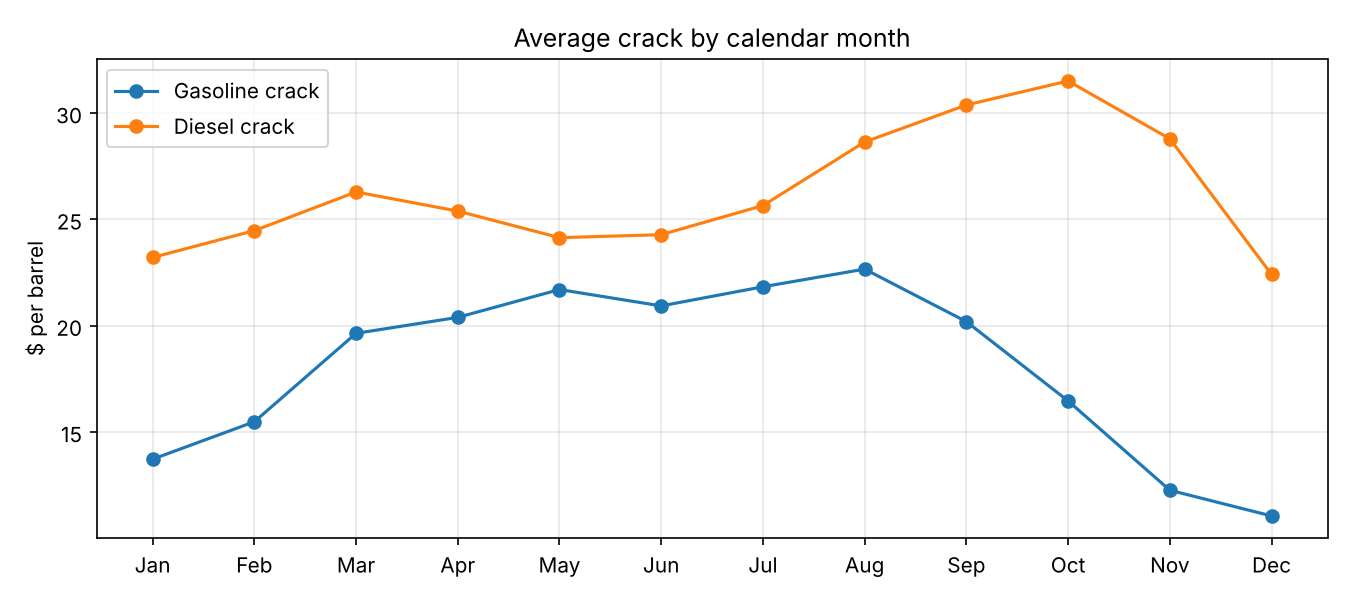 Average crack by calendar month
Gasoline crack
Diesel crack
$ per barrel
30
25
20
15
Jan Feb Mar Apr May Jun Jul Aug Sep Oct Nov Dec